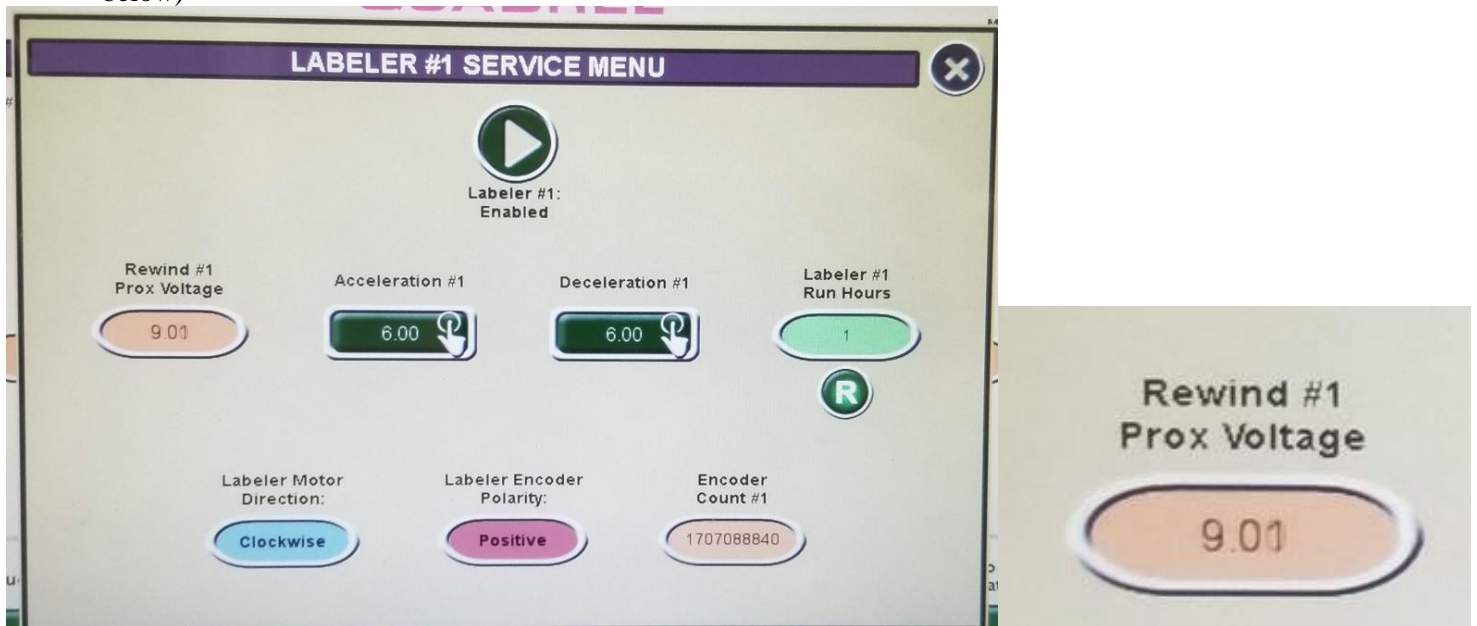 below)
LABELER #1 SERVICE MENU
Labeler #1:
Enabled
Rewind #1
Prox Voltage
9.01
Acceleration #1
6.00
Deceleration #1
6.00
Labeler #1
Run Hours
1
R
Labeler Motor
Direction:
Clockwise
Labeler Encoder
Polarity:
Positive
Encoder
Count #1
1707088840
Rewind #1
Prox Voltage
9.01